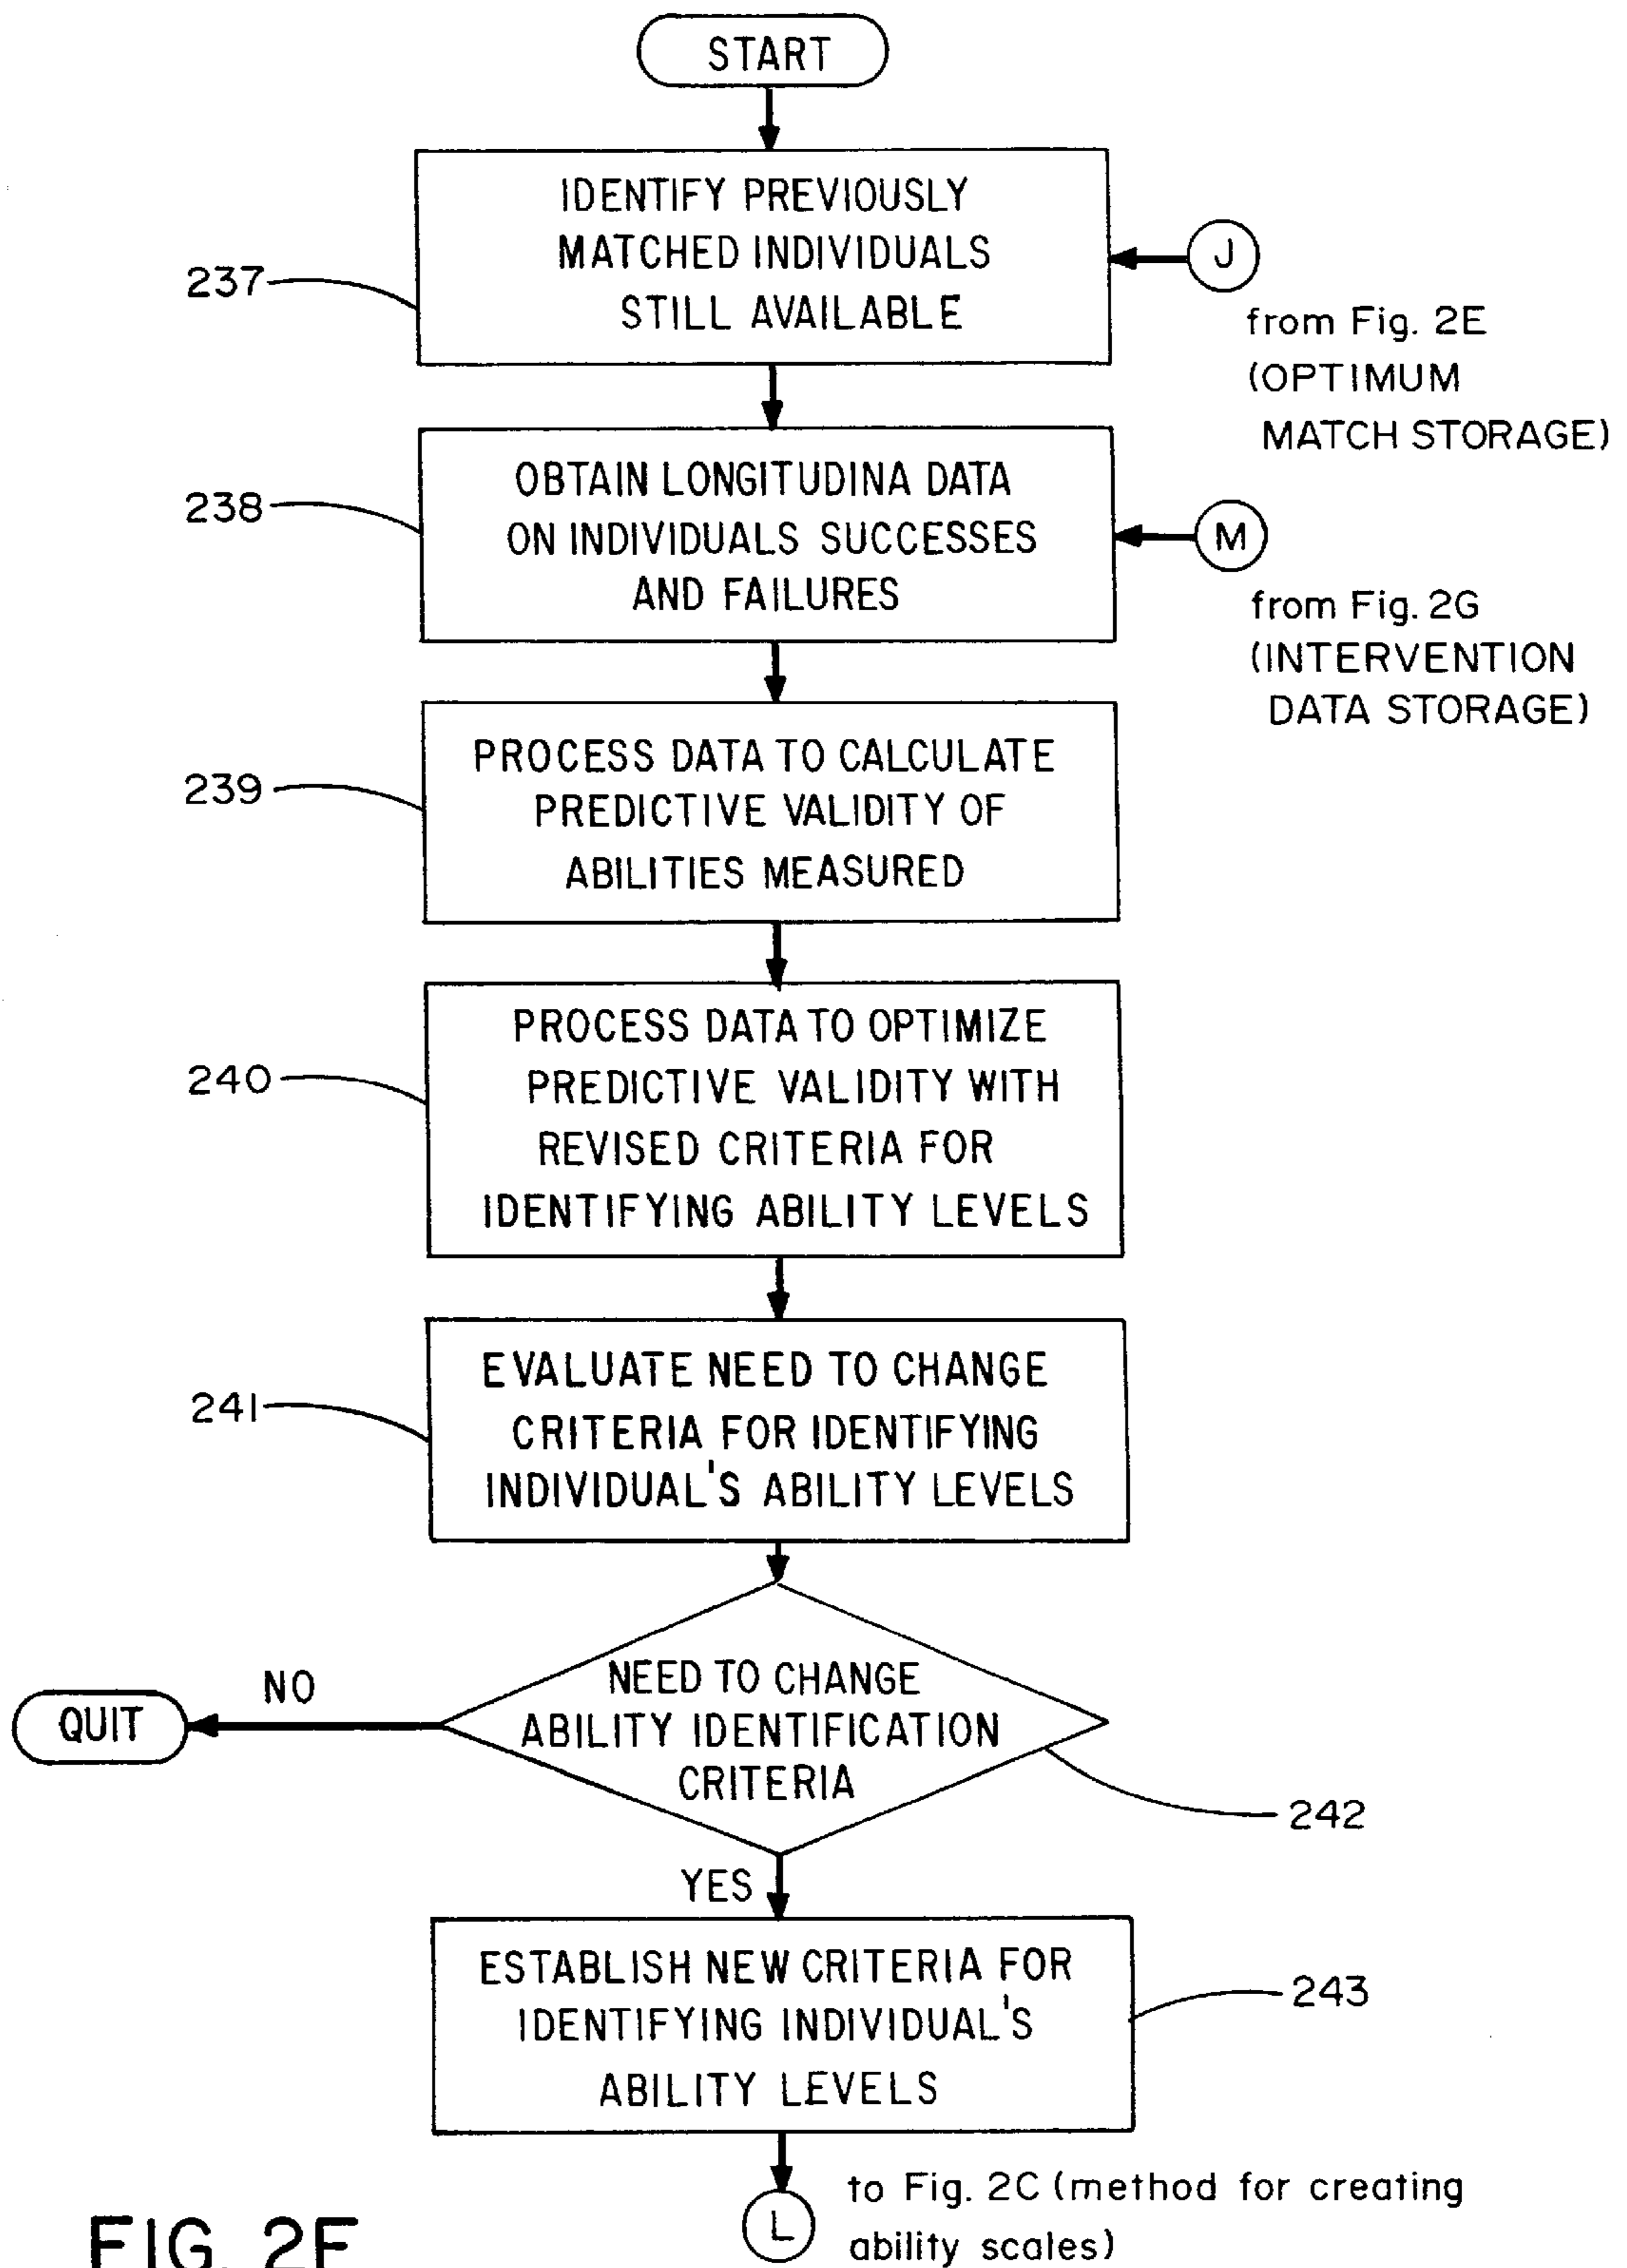 START
IDENTIFY PREVIOUSLY
MATCHED INDIVIDUALS
STILL AVAILABLE
237
J
from Fig. 2E
(OPTIMUM
MATCH STORAGE)
OBTAIN LONGITUDINA DATA
ON INDIVIDUALS SUCCESSES
AND FAILURES
238
M
from Fig. 2G
(INTERVENTION
DATA STORAGE)
PROCESS DATA TO CALCULATE
PREDICTIVE VALIDITY OF
ABILITIES MEASURED
239
PROCESS DATA TO OPTIMIZE
PREDICTIVE VALIDITY WITH
REVISED CRITERIA FOR
IDENTIFYING ABILITY LEVELS
240
EVALUATE NEED TO CHANGE
CRITERIA FOR IDENTIFYING
INDIVIDUAL'S ABILITY LEVELS
241
NEED TO CHANGE
ABILITY IDENTIFICATION
CRITERIA
242
NO
QUIT
YES
ESTABLISH NEW CRITERIA FOR
IDENTIFYING INDIVIDUAL'S
ABILITY LEVELS
243
L
to Fig. 2C (method for creating
ability scales)
FIG. 2F